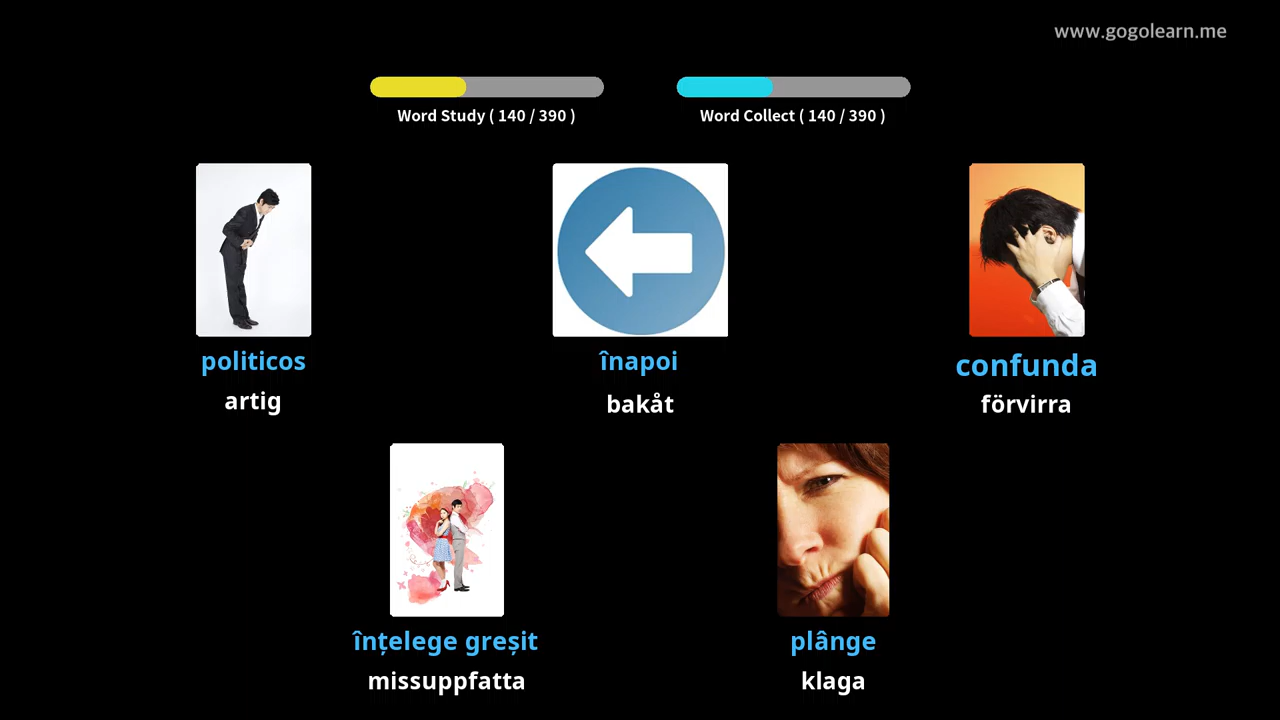 www.gogolearn.me
Word Study ( 140 / 390 )
Word Collect ( 140 / 390 )
politicos
artig
înapoi
bakåt
confunda
förvirra
înțelege greșit
missuppfatta
plânge
klaga